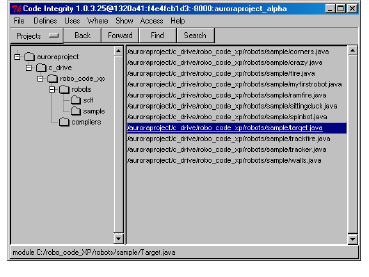 Code Integrity 1.0.3.25@1320a41:f4e4fcb1d3:-8000:auroraproject_alpha
File Defines Uses Where Show Access Help
Projects Back Forward Find Search
auroraproject
c_drive
robo_code_xp
robots
sdf
sample
compilers
/auroraproject/c_drive/robo_code_xp/robots/sample/corners.java
/auroraproject/c_drive/robo_code_xp/robots/sample/crazy.java
/auroraproject/c_drive/robo_code_xp/robots/sample/fire.java
/auroraproject/c_drive/robo_code_xp/robots/sample/myfirstrobot.java
/auroraproject/c_drive/robo_code_xp/robots/sample/ramfire.java
/auroraproject/c_drive/robo_code_xp/robots/sample/sittingduck.java
/auroraproject/c_drive/robo_code_xp/robots/sample/spinbot.java
/auroraproject/c_drive/robo_code_xp/robots/sample/target.java
/auroraproject/c_drive/robo_code_xp/robots/sample/trackfire.java
/auroraproject/c_drive/robo_code_xp/robots/sample/tracker.java
/auroraproject/c_drive/robo_code_xp/robots/sample/walls.java
module C:/robo_code_XP/robots/sample/Target.java